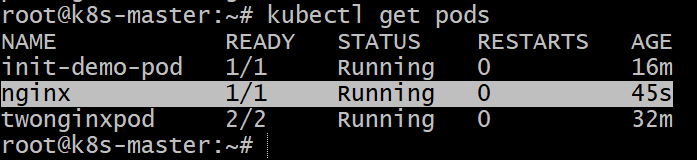 root@k8s-master:~# kubectl get pods
NAME READY STATUS RESTARTS AGE
init-demo-pod 1/1 Running 0 16m
nginx 1/1 Running 0 45s
twonginxpod 2/2 Running 0 32m
root@k8s-master:~#